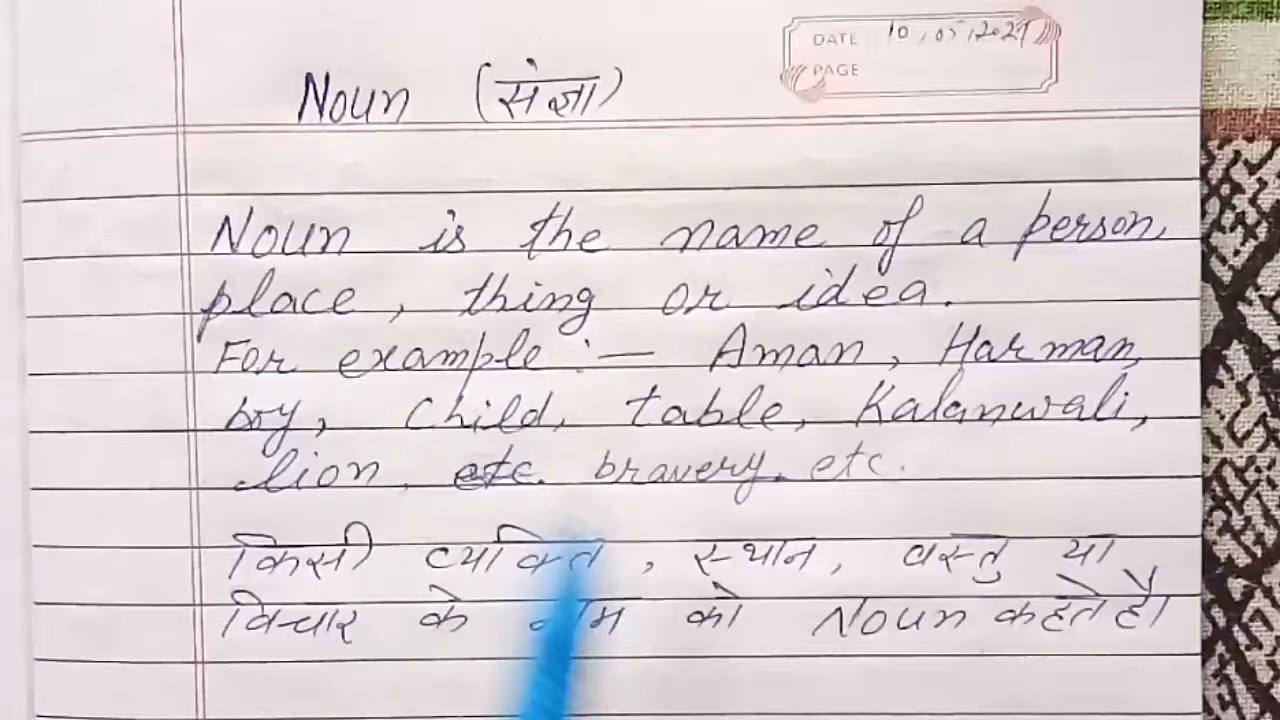 DATE 10,05,2021
PAGE
Noun (संज्ञा)
Noun is the name of a person,
place, thing or idea.
For example :— Aman, Harman,
boy, Child, table, Kalanwali,
lion, etc. bravery. etc.
किसी व्यक्ति, स्थान, वस्तु या
विचार के नाम को Noun कहते है।